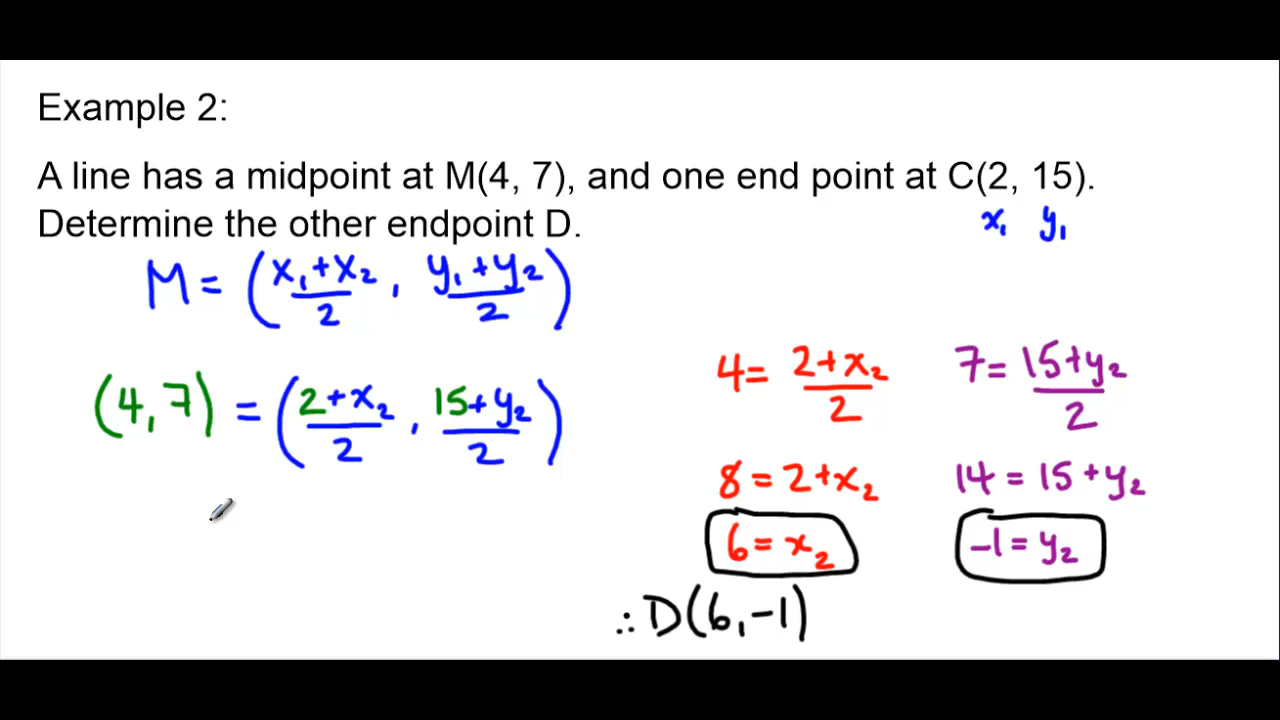 Example 2:
A line has a midpoint at M(4, 7), and one end point at C(2, 15).
Determine the other endpoint D.
x₁ y₁
M = (x₁+x₂/2, y₁+y₂/2)
(4,7) = (2+x₂/2, 15+y₂/2)
4= 2+x₂/2
8=2+x₂
6= x₂
7= 15+y₂/2
14=15+y₂
-1= y₂
∴ D(6,-1)